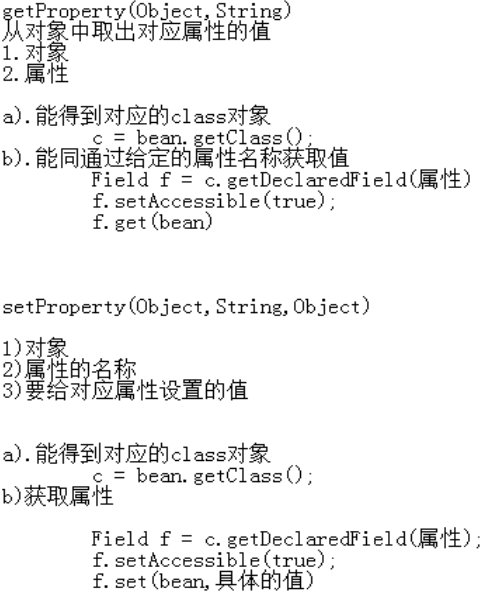 getProperty(Object,String)
从对象中取出对应属性的值
1.对象
2.属性
a).能得到对应的class对象
c = bean.getClass();
b).能同通过给定的属性名称获取值
Field f = c.getDeclaredField(属性)
f.setAccessible(true);
f.get(bean)
setProperty(Object,String,Object)
1)对象
2)属性的名称
3)要给对应属性设置的值
a).能得到对应的class对象
c = bean.getClass();
b)获取属性
Field f = c.getDeclaredField(属性);
f.setAccessible(true);
f.set(bean,具体的值)